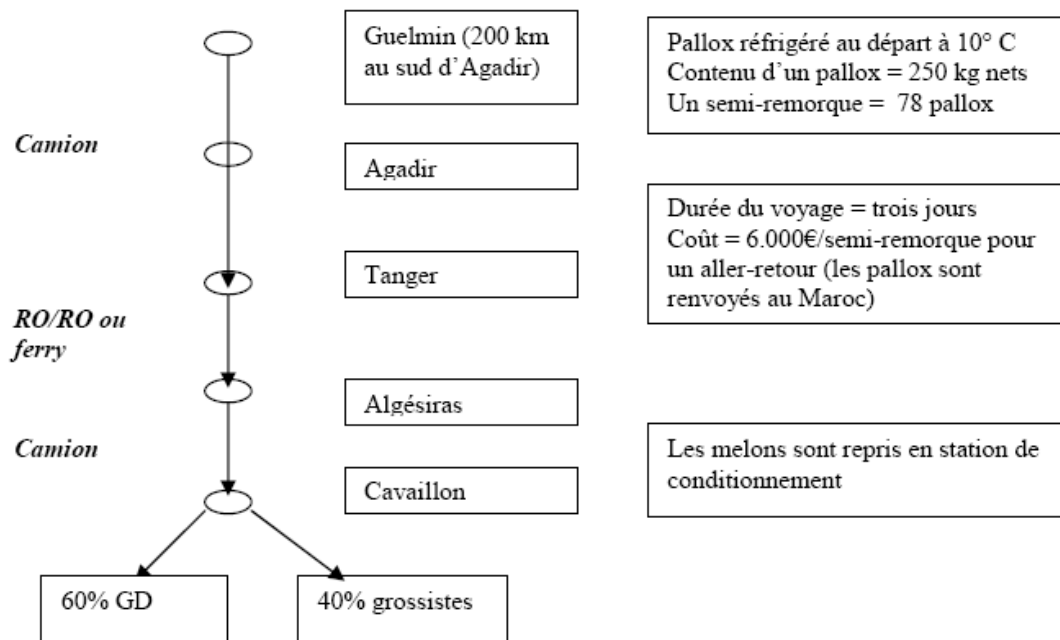 Guelmin (200 km
au sud d'Agadir)
Pallox réfrigéré au départ à 10° C
Contenu d'un pallox = 250 kg nets
Un semi-remorque = 78 pallox
Camion
Agadir
Durée du voyage = trois jours
Coût = 6.000€/semi-remorque pour
un aller-retour (les pallox sont
renvoyés au Maroc)
Tanger
RO/RO ou
ferry
Algésiras
Camion
Les melons sont repris en station de
conditionnement
Cavaillon
60% GD
40% grossistes